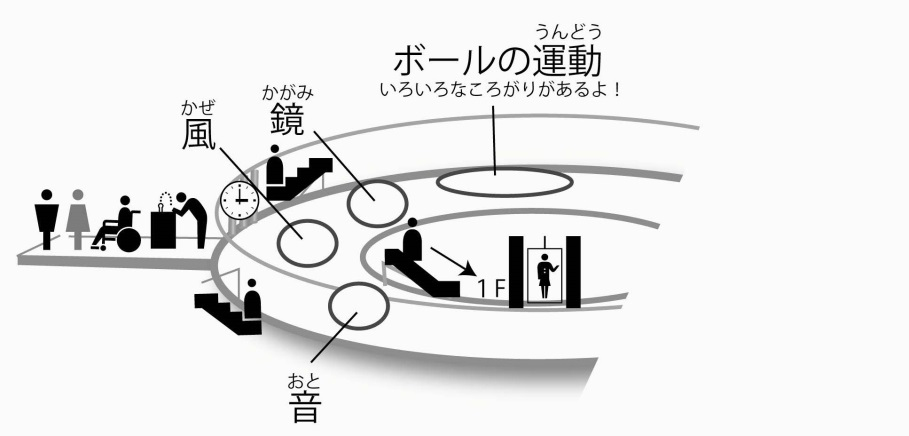 うんどう
ボールの運動
いろいろなころがりがあるよ！
かがみ
鏡
かぜ
風
1F
おと
音